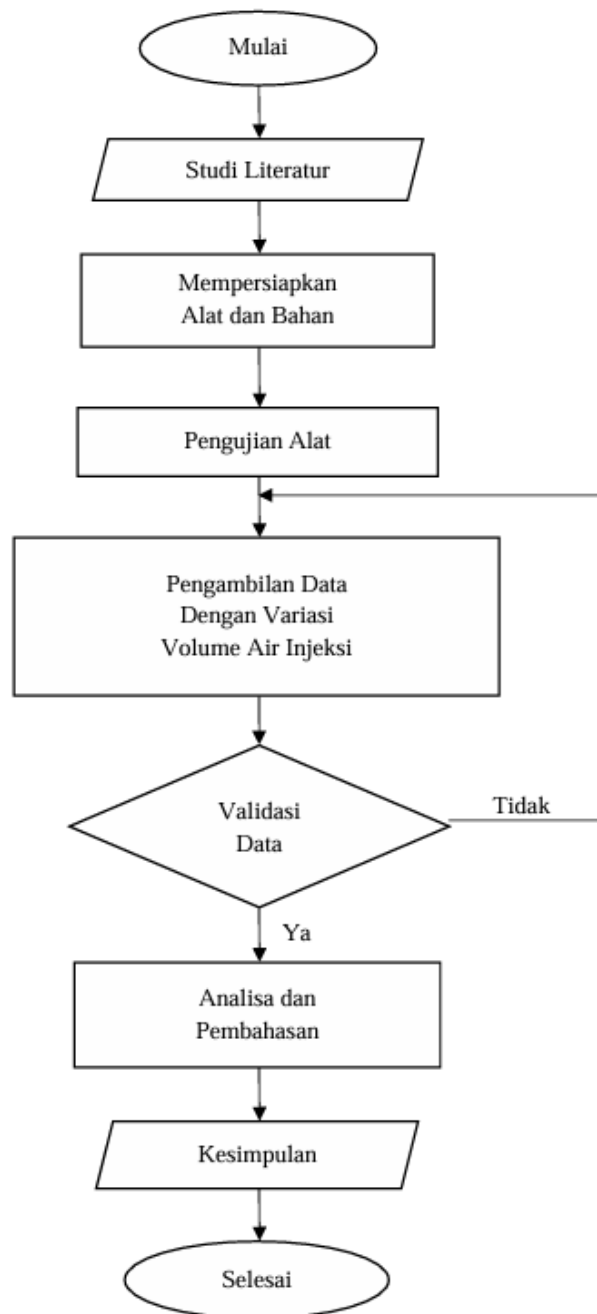 Mulai
Studi Literatur
Mempersiapkan
Alat dan Bahan
Pengujian Alat
Pengambilan Data
Dengan Variasi
Volume Air Injeksi
Validasi
Data
Tidak
Ya
Analisa dan
Pembahasan
Kesimpulan
Selesai